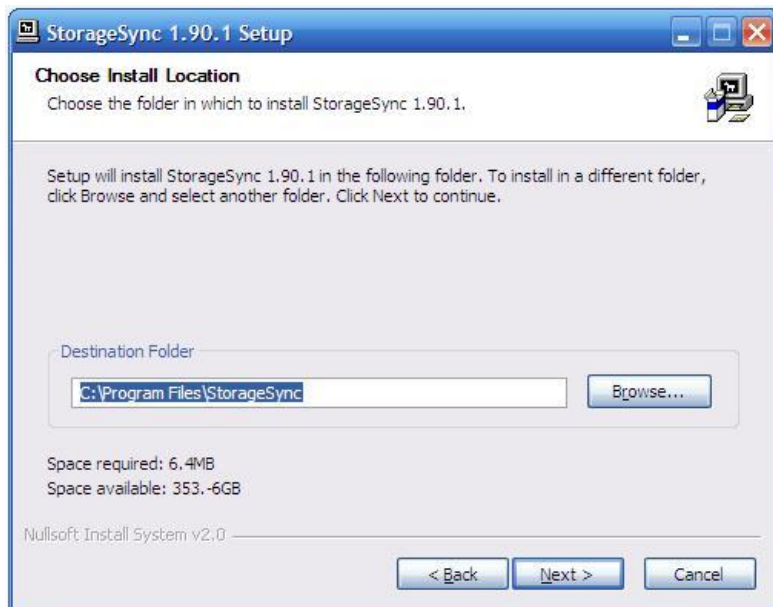 StorageSync 1.90.1 Setup
Choose Install Location
Choose the folder in which to install StorageSync 1.90.1.
Setup will install StorageSync 1.90.1 in the following folder. To install in a different folder,
click Browse and select another folder. Click Next to continue.
Destination Folder
C:\Program Files\StorageSync
Browse...
Space required: 6.4MB
Space available: 353.-6GB
Nullsoft Install System v2.0
< Back
Next >
Cancel